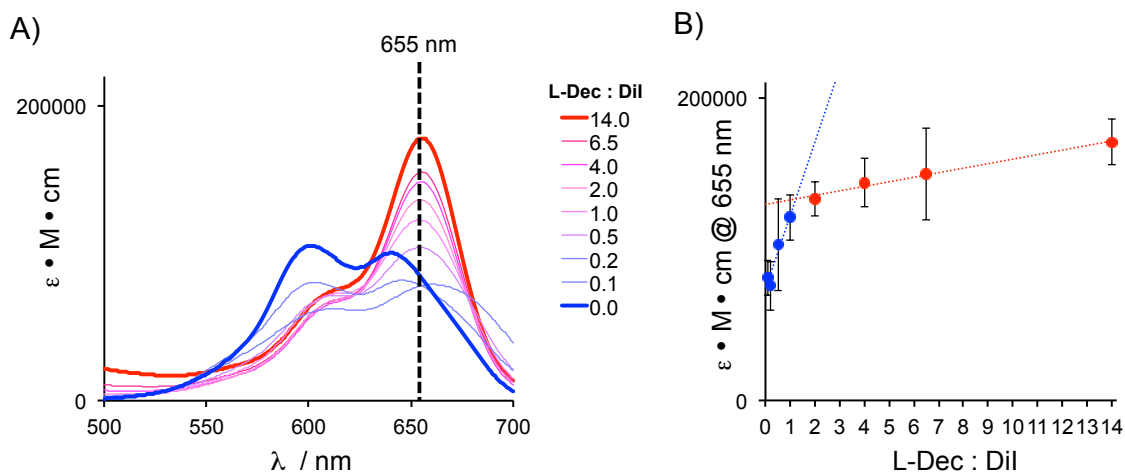 A)
655 nm
200000
ε • M • cm
0
500
550
600
650
700
λ / nm
L-Dec : DiI
14.0
6.5
4.0
2.0
1.0
0.5
0.2
0.1
0.0
B)
200000
ε • M • cm @ 655 nm
0
0 1 2 3 4 5 6 7 8 9 10 11 12 13 14
L-Dec : DiI